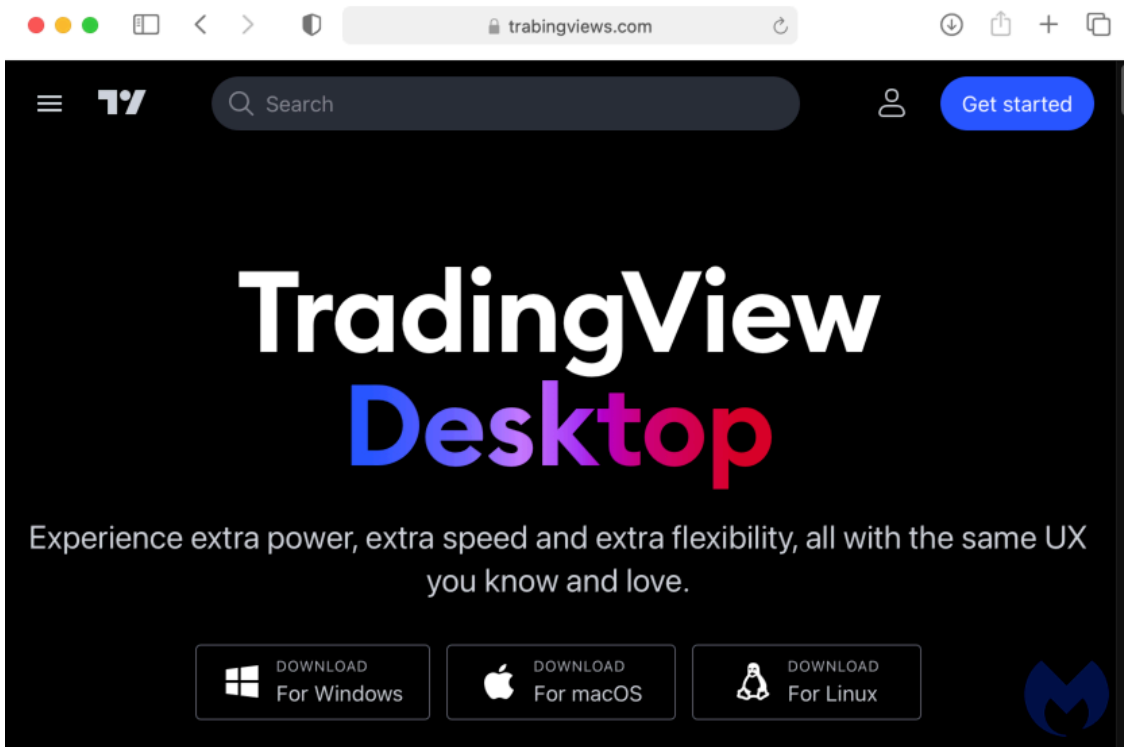 trabingviews.com
Search
Get started
TradingView
Desktop
Experience extra power, extra speed and extra flexibility, all with the same UX
you know and love.
DOWNLOAD
For Windows
DOWNLOAD
For macOS
DOWNLOAD
For Linux